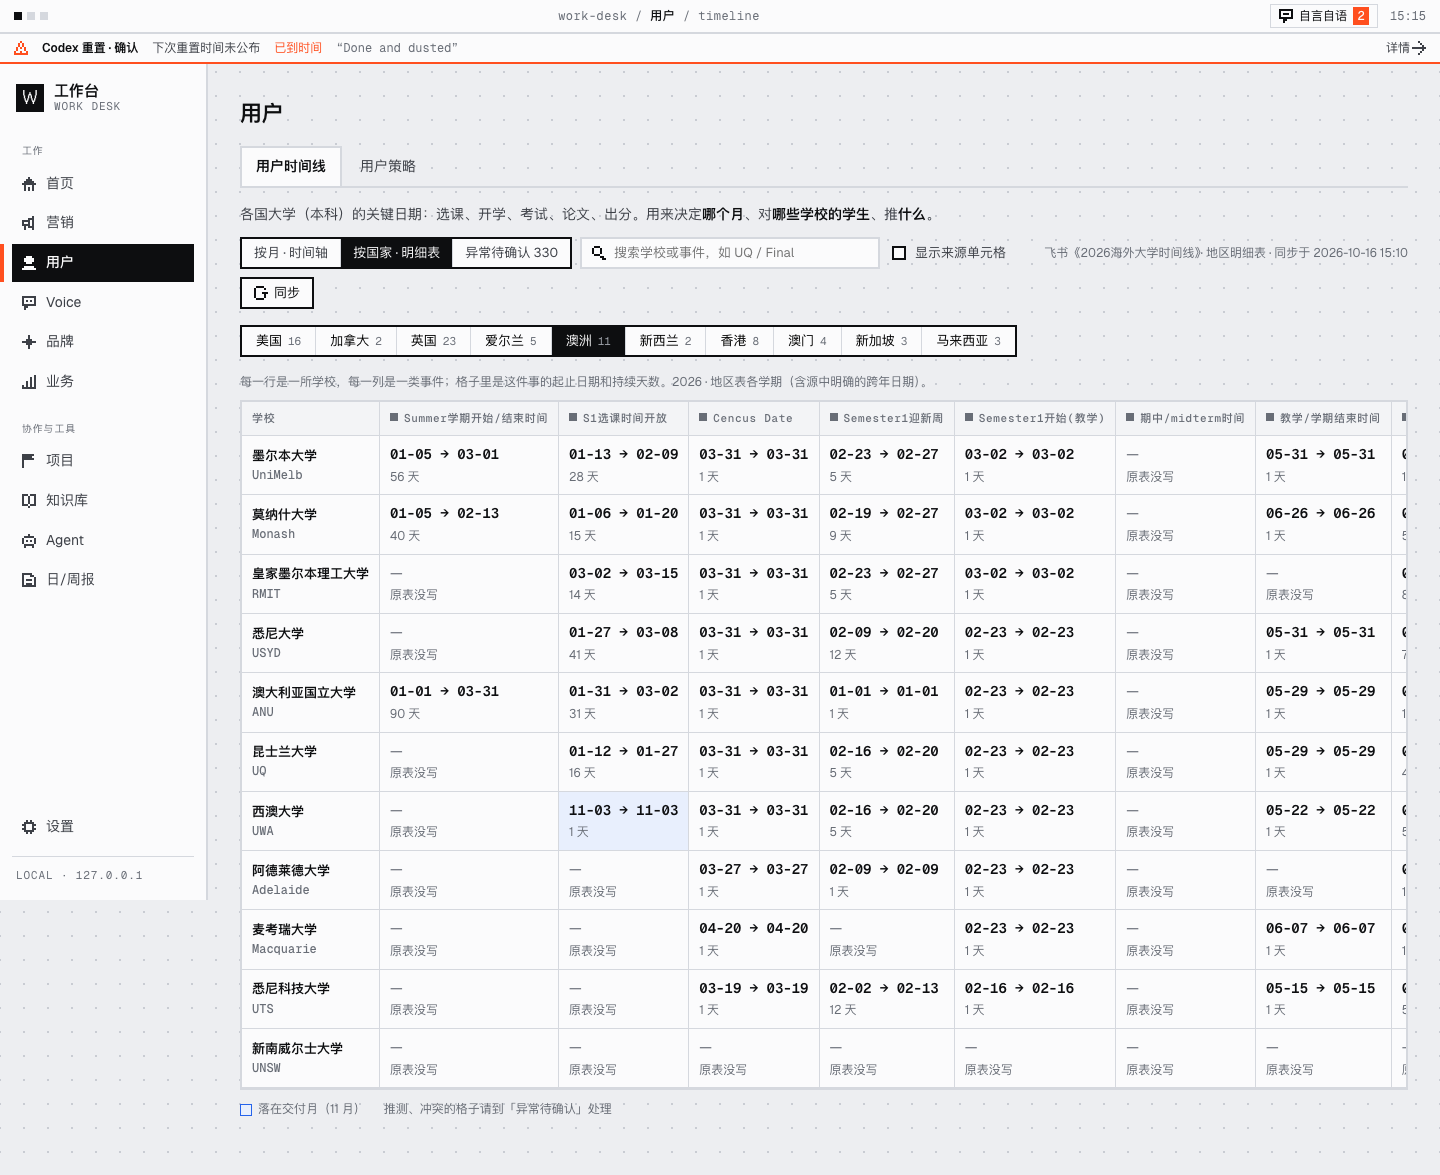 work-desk / 用户 / timeline
自言自语 2
15:15
Codex 重置 · 确认 下次重置时间未公布 已到时间 “Done and dusted”
详情
W
工作台
WORK DESK
工作
首页
营销
用户
Voice
品牌
业务
协作与工具
项目
知识库
Agent
日/周报
设置
LOCAL · 127.0.0.1
用户
用户时间线 用户策略
各国大学（本科）的关键日期：选课、开学、考试、论文、出分。用来决定哪个月、对哪些学校的学生、推什么。
按月 · 时间轴 按国家 · 明细表 异常待确认 330 搜索学校或事件，如 UQ / Final 显示来源单元格 飞书《2026海外大学时间线》· 地区明细表 · 同步于 2026-10-16 15:10
同步
美国 16 加拿大 2 英国 23 爱尔兰 5 澳洲 11 新西兰 2 香港 8 澳门 4 新加坡 3 马来西亚 3
每一行是一所学校，每一列是一类事件；格子里是这件事的起止日期和持续天数。2026 · 地区表各学期（含源中明确的跨年日期）。
学校 Summer学期开始/结束时间 S1选课时间开放 Cencus Date Semester1迎新周 Semester1开始(教学) 期中/midterm时间 教学/学期结束时间
墨尔本大学 01-05 → 03-01 01-13 → 02-09 03-31 → 03-31 02-23 → 02-27 03-02 → 03-02 — 05-31 → 05-31
UniMelb 56 天 28 天 1 天 5 天 1 天 原表没写 1 天
莫纳什大学 01-05 → 02-13 01-06 → 01-20 03-31 → 03-31 02-19 → 02-27 03-02 → 03-02 — 06-26 → 06-26
Monash 40 天 15 天 1 天 9 天 1 天 原表没写 1 天
皇家墨尔本理工大学 — 03-02 → 03-15 03-31 → 03-31 02-23 → 02-27 03-02 → 03-02 — —
RMIT 原表没写 14 天 1 天 5 天 1 天 原表没写 原表没写
悉尼大学 — 01-27 → 03-08 03-31 → 03-31 02-09 → 02-20 02-23 → 02-23 — 05-31 → 05-31
USYD 原表没写 41 天 1 天 12 天 1 天 原表没写 1 天
澳大利亚国立大学 01-01 → 03-31 01-31 → 03-02 03-31 → 03-31 01-01 → 01-01 02-23 → 02-23 — 05-29 → 05-29
ANU 90 天 31 天 1 天 1 天 1 天 原表没写 1 天
昆士兰大学 — 01-12 → 01-27 03-31 → 03-31 02-16 → 02-20 02-23 → 02-23 — 05-29 → 05-29
UQ 原表没写 16 天 1 天 5 天 1 天 原表没写 1 天
西澳大学 — 11-03 → 11-03 03-31 → 03-31 02-16 → 02-20 02-23 → 02-23 — 05-22 → 05-22
UWA 原表没写 1 天 1 天 5 天 1 天 原表没写 1 天
阿德莱德大学 — — 03-27 → 03-27 02-09 → 02-09 02-23 → 02-23 — —
Adelaide 原表没写 原表没写 1 天 1 天 1 天 原表没写 原表没写
麦考瑞大学 — — 04-20 → 04-20 — 02-23 → 02-23 — 06-07 → 06-07
Macquarie 原表没写 原表没写 1 天 原表没写 1 天 原表没写 1 天
悉尼科技大学 — — 03-19 → 03-19 02-02 → 02-13 02-16 → 02-16 — 05-15 → 05-15
UTS 原表没写 原表没写 1 天 12 天 1 天 原表没写 1 天
新南威尔士大学 — — — — — — —
UNSW 原表没写 原表没写 原表没写 原表没写 原表没写 原表没写 原表没写
落在交付月（11 月） 推测、冲突的格子请到「异常待确认」处理